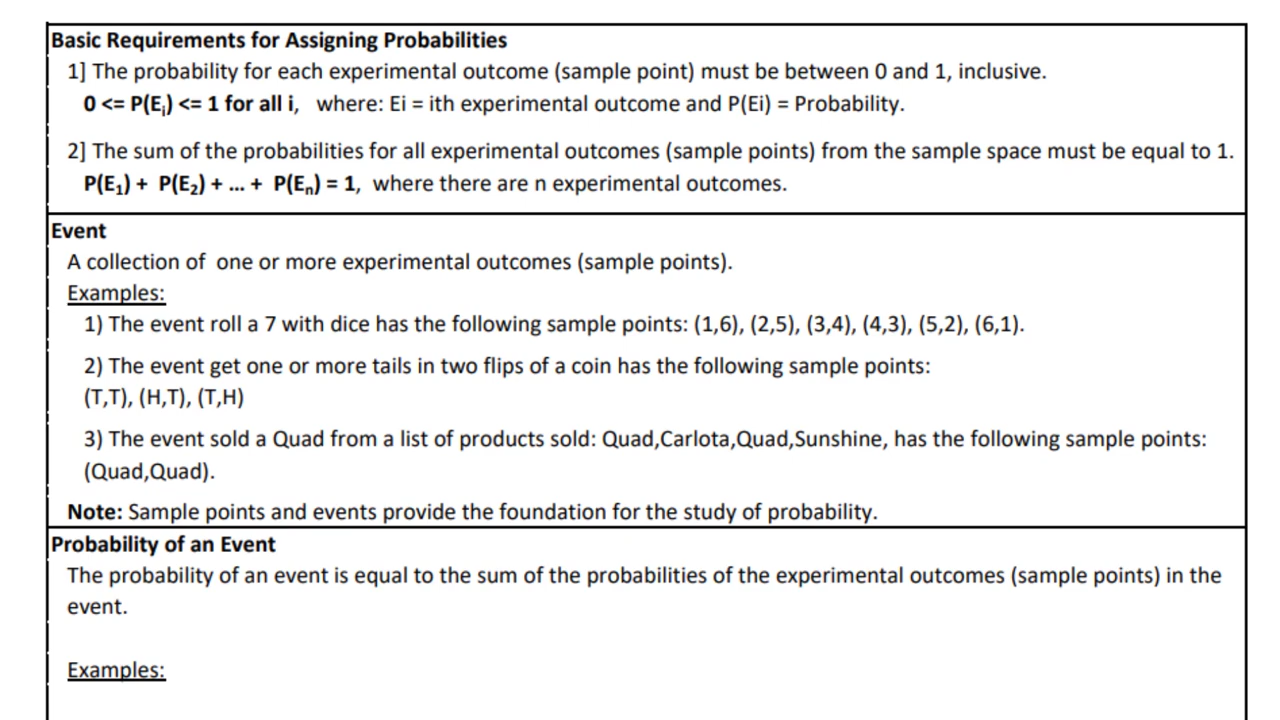 Basic Requirements for Assigning Probabilities
1] The probability for each experimental outcome (sample point) must be between 0 and 1, inclusive.
0 <= P(Ei) <= 1 for all i, where: Ei = ith experimental outcome and P(Ei) = Probability.
2] The sum of the probabilities for all experimental outcomes (sample points) from the sample space must be equal to 1.
P(E₁) + P(E₂) + ... + P(Eₙ) = 1, where there are n experimental outcomes.
Event
A collection of one or more experimental outcomes (sample points).
Examples:
1) The event roll a 7 with dice has the following sample points: (1,6), (2,5), (3,4), (4,3), (5,2), (6,1).
2) The event get one or more tails in two flips of a coin has the following sample points:
(T,T), (H,T), (T,H)
3) The event sold a Quad from a list of products sold: Quad,Carlota,Quad,Sunshine, has the following sample points:
(Quad,Quad).
Note: Sample points and events provide the foundation for the study of probability.
Probability of an Event
The probability of an event is equal to the sum of the probabilities of the experimental outcomes (sample points) in the
event.
Examples: